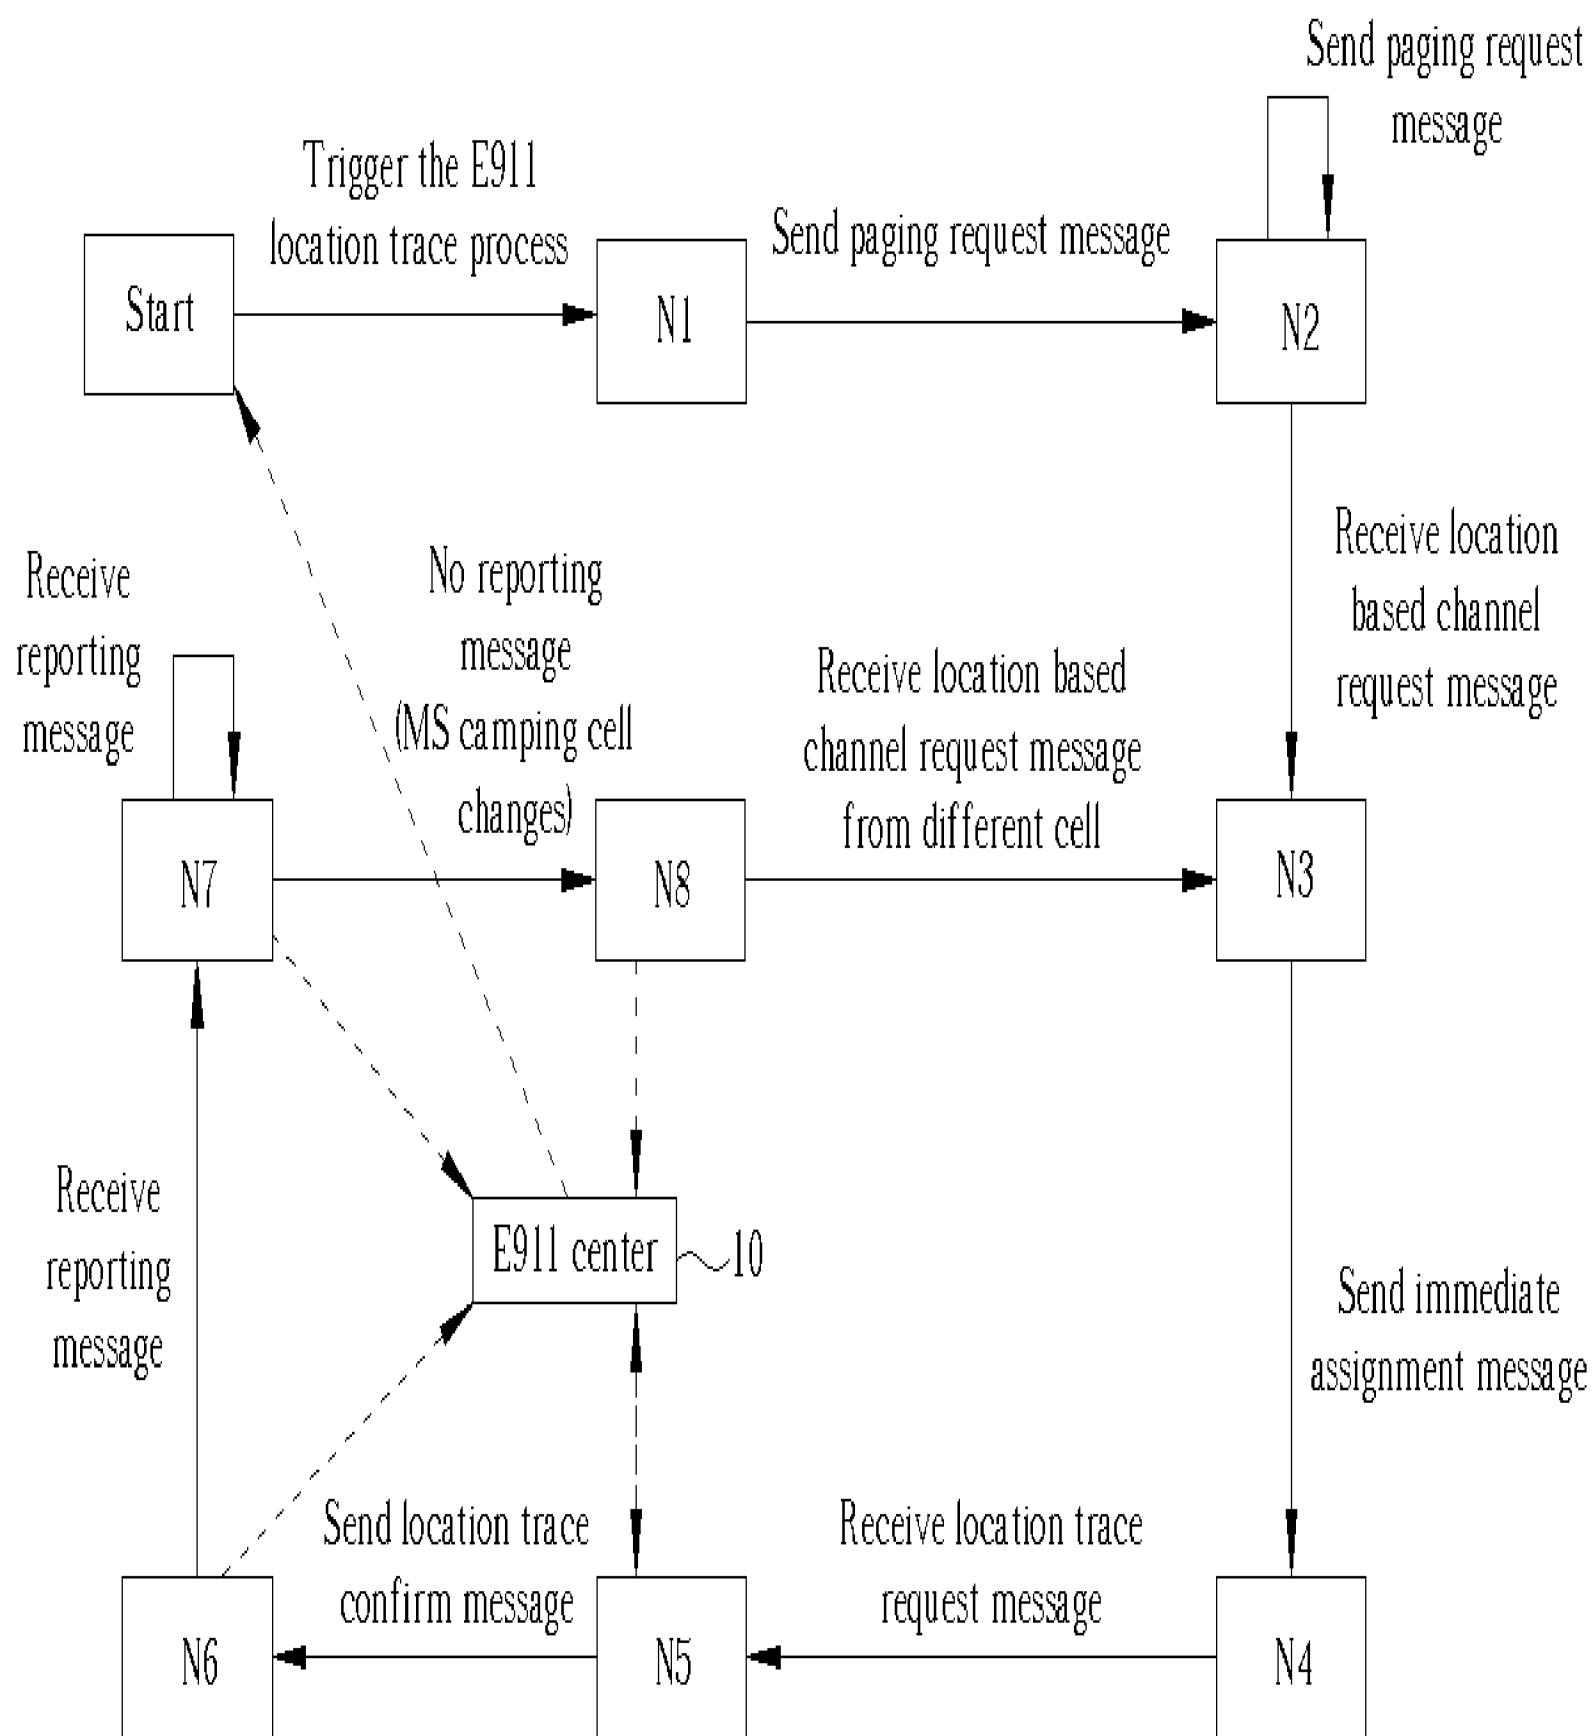 Send paging request
message
Trigger the E911
location trace process
Send paging request message
Start
N1
N2
Receive location
based channel
request message
Receive
reporting
message
No reporting
message
(MS camping cell
changes)
Receive location based
channel request message
from different cell
N7
N8
N3
Receive
reporting
message
E911 center
10
Send immediate
assignment message
Send location trace
confirm message
Receive location trace
request message
N6
N5
N4